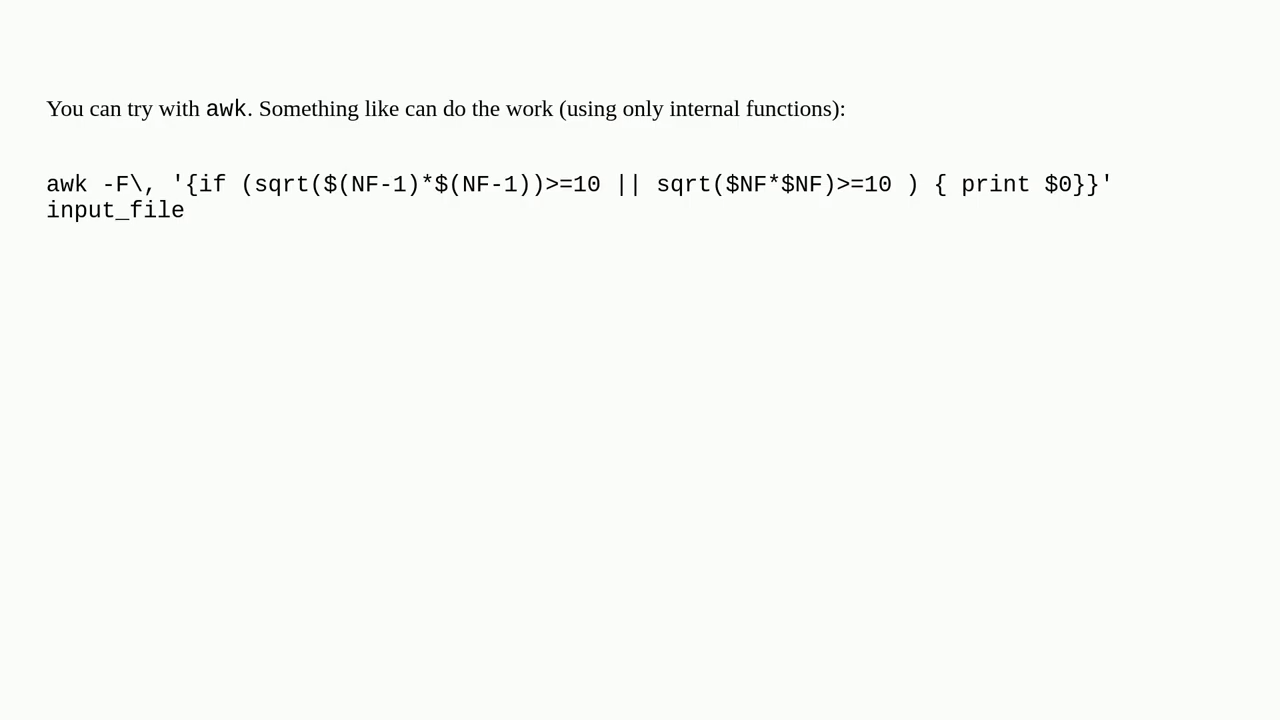 You can try with awk. Something like can do the work (using only internal functions):
awk -F\, '{if (sqrt($(NF-1)*$(NF-1))>=10 || sqrt($NF*$NF)>=10 ) { print $0}}'
input_file